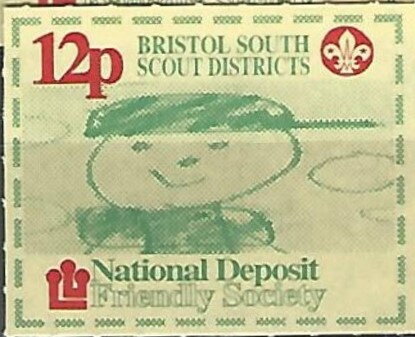 12p
BRISTOL SOUTH
SCOUT DISTRICTS
National Deposit
Friendly Society